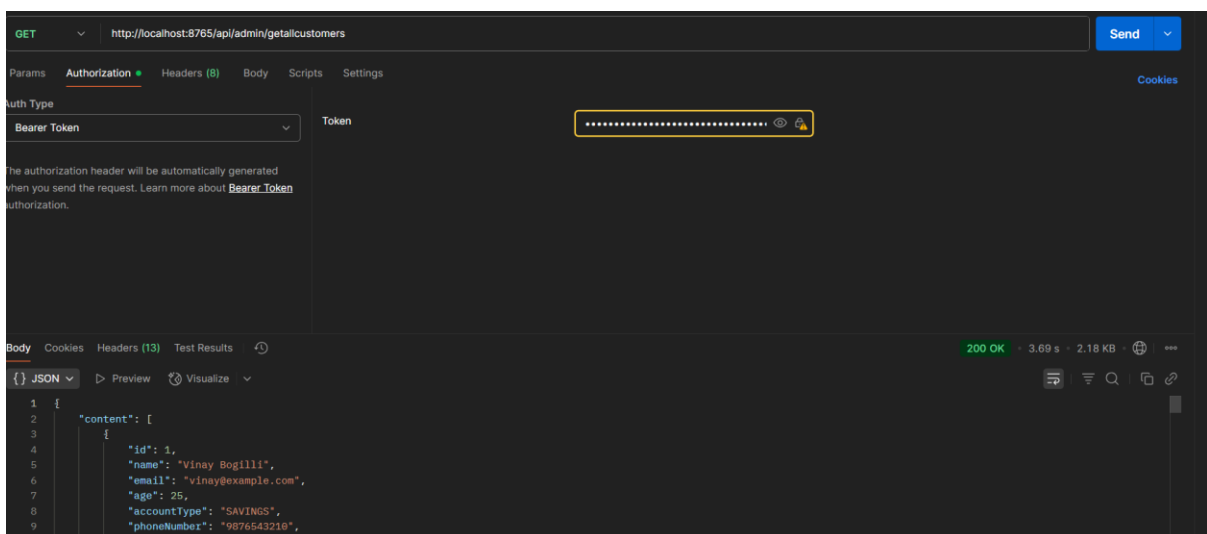 GET http://localhost:8765/api/admin/getallcustomers Send
Params Authorization Headers (8) Body Scripts Settings Cookies
Auth Type
Bearer Token
Token
The authorization header will be automatically generated
when you send the request. Learn more about Bearer Token
authorization.
Body Cookies Headers (13) Test Results 200 OK • 3.69 s • 2.18 KB
{} JSON Preview Visualize
1 {
2 "content": [
3 {
4 "id": 1,
5 "name": "Vinay Bogilli",
6 "email": "vinay@example.com",
7 "age": 25,
8 "accountType": "SAVINGS",
9 "phoneNumber": "9876543210",